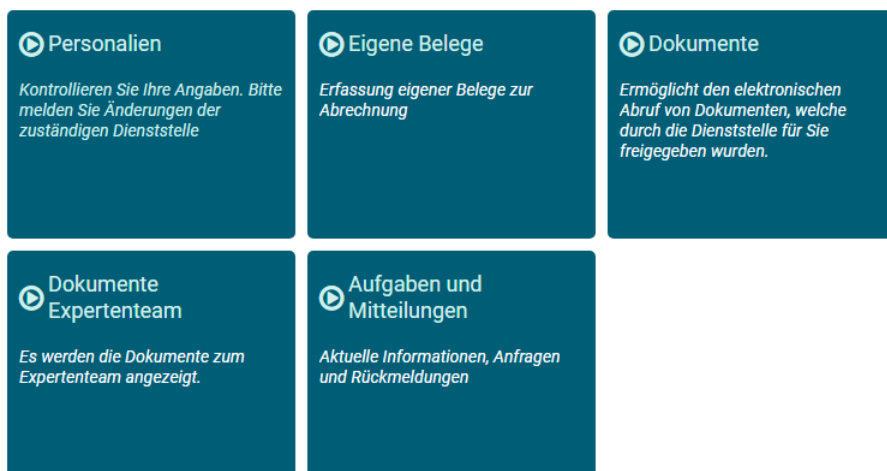 Personalien
Kontrollieren Sie Ihre Angaben. Bitte
melden Sie Änderungen der
zuständigen Dienststelle
Eigene Belege
Erfassung eigener Belege zur
Abrechnung
Dokumente
Ermöglicht den elektronischen
Abruf von Dokumenten, welche
durch die Dienststelle für Sie
freigegeben wurden.
Dokumente
Expertenteam
Es werden die Dokumente zum
Expertenteam angezeigt.
Aufgaben und
Mitteilungen
Aktuelle Informationen, Anfragen
und Rückmeldungen